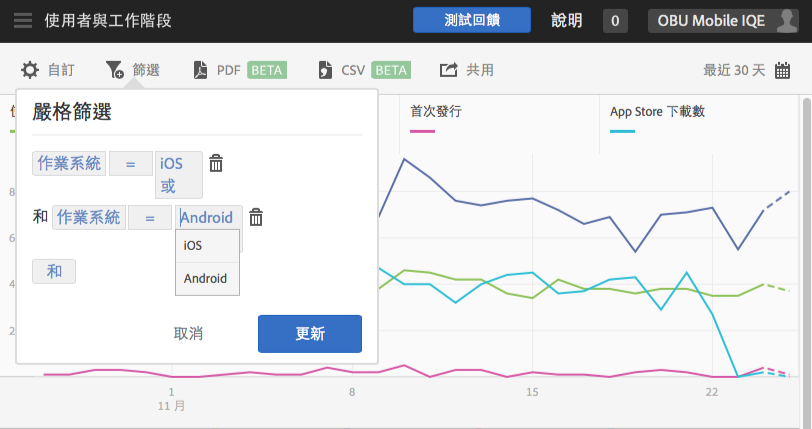 使用者與工作階段
測試回饋
說明
0
OBU Mobile IQE
自訂
篩選
PDF BETA
CSV BETA
共用
最近 30 天
嚴格篩選
首次發行
App Store 下載數
作業系統 = iOS
或
和 作業系統 = Android
iOS
Android
和
取消
更新
8
6
4
2
1
8
15
22
11 月